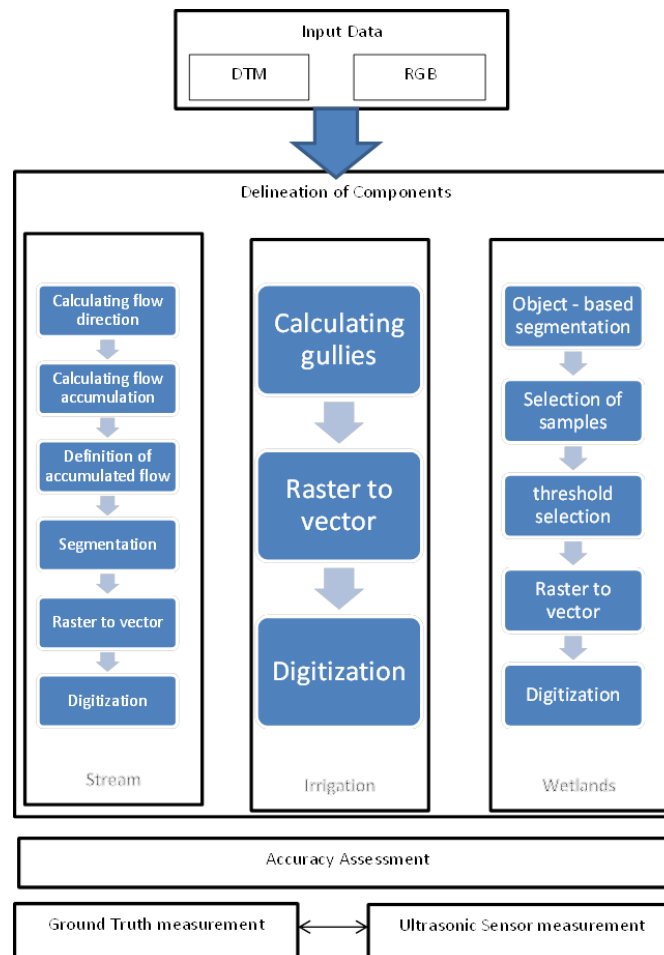 Input Data
DTM
RGB
Delineation of Components
Calculating flow
direction
Calculating flow
accumulation
Definition of
accumulated flow
Segmentation
Raster to vector
Digitization
Stream
Calculating
gullies
Raster to
vector
Digitization
Irrigation
Object - based
segmentation
Selection of
samples
threshold
selection
Raster to
vector
Digitization
Wetlands
Accuracy Assessment
Ground Truth measurement
Ultrasonic Sensor measurement